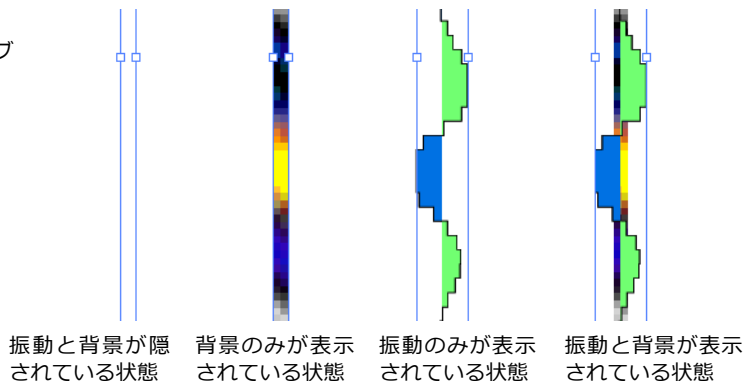 ブ
振動と背景が隠
されている状態
背景のみが表示
されている状態
振動のみが表示
されている状態
振動と背景が表示
されている状態